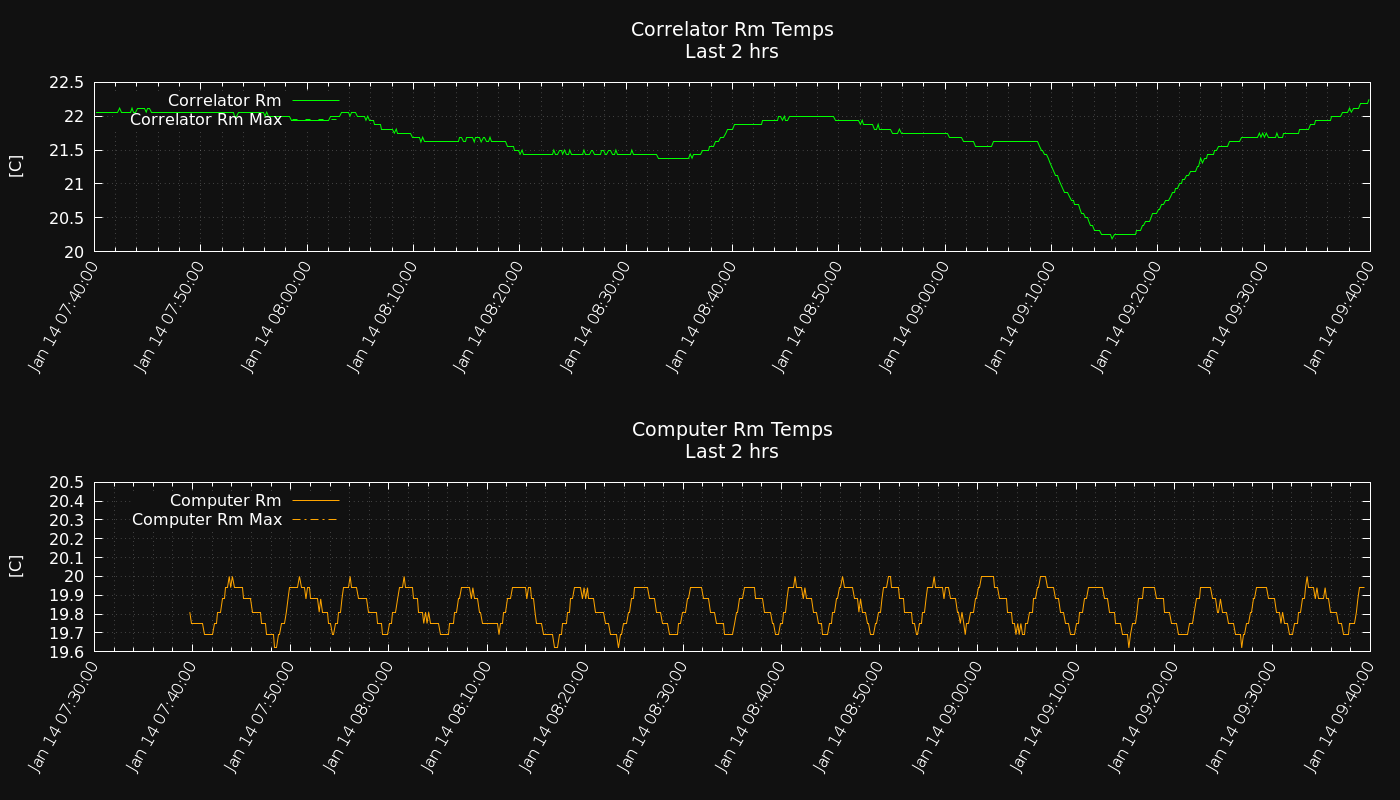 Correlator Rm Temps
Last 2 hrs
22.5
22
21.5
21
20.5
20
[C]
Correlator Rm
Correlator Rm Max
Jan 14 07:40:00
Jan 14 07:50:00
Jan 14 08:00:00
Jan 14 08:10:00
Jan 14 08:20:00
Jan 14 08:30:00
Jan 14 08:40:00
Jan 14 08:50:00
Jan 14 09:00:00
Jan 14 09:10:00
Jan 14 09:20:00
Jan 14 09:30:00
Jan 14 09:40:00
Computer Rm Temps
Last 2 hrs
20.5
20.4
20.3
20.2
20.1
20
19.9
19.8
19.7
19.6
[C]
Computer Rm
Computer Rm Max
Jan 14 07:30:00
Jan 14 07:40:00
Jan 14 07:50:00
Jan 14 08:00:00
Jan 14 08:10:00
Jan 14 08:20:00
Jan 14 08:30:00
Jan 14 08:40:00
Jan 14 08:50:00
Jan 14 09:00:00
Jan 14 09:10:00
Jan 14 09:20:00
Jan 14 09:30:00
Jan 14 09:40:00